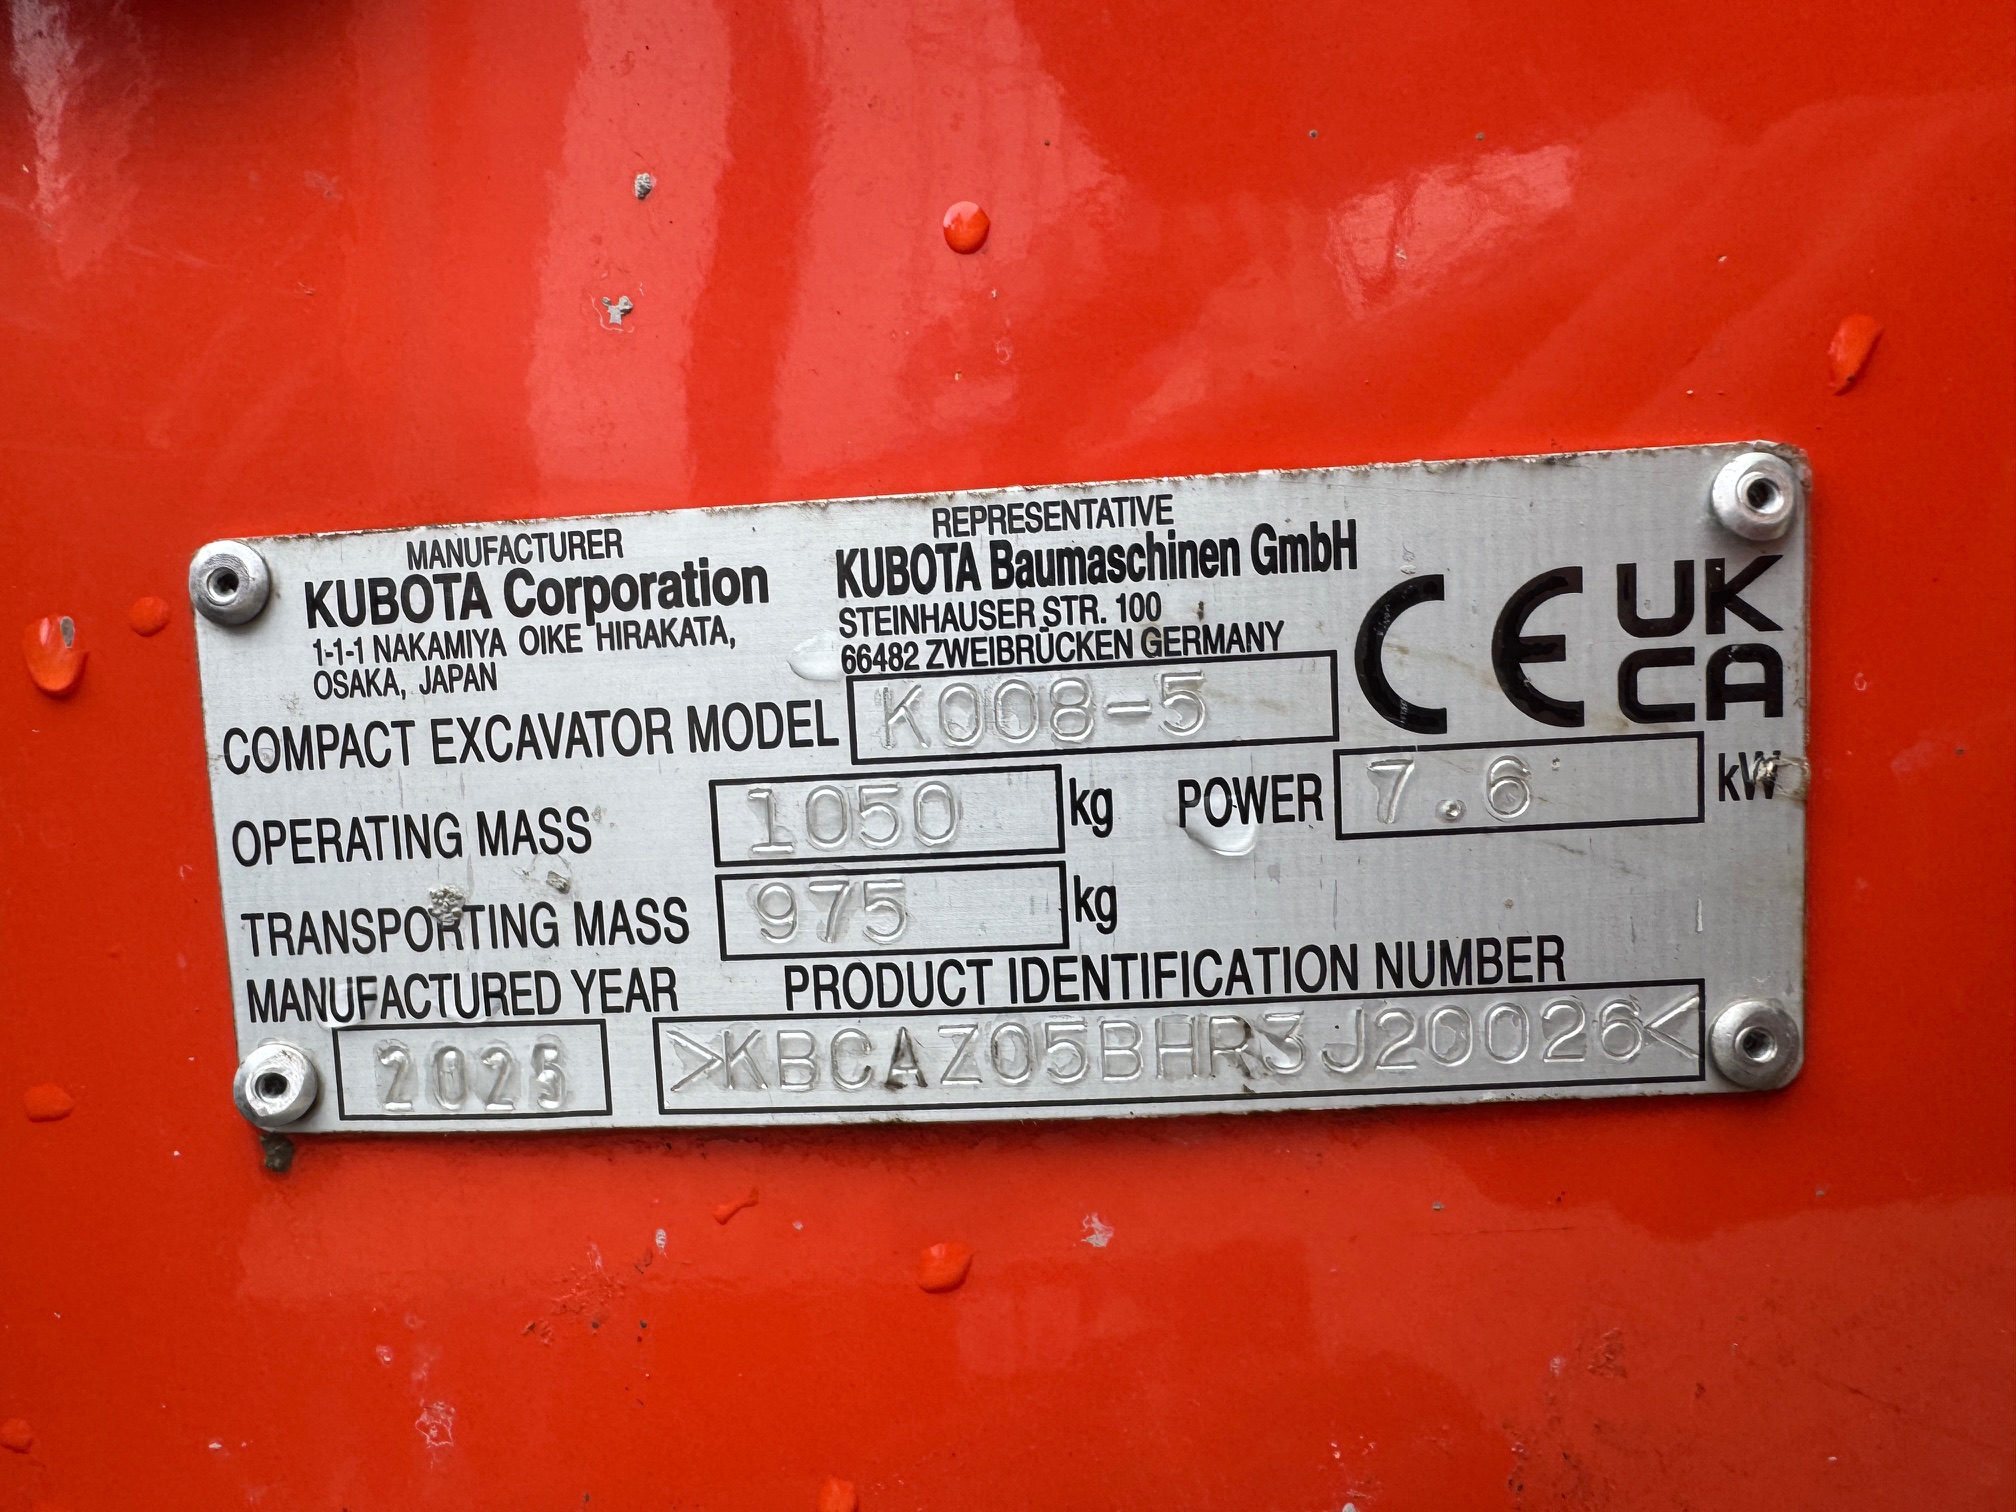 MANUFACTURER
KUBOTA Corporation
1-1-1 NAKAMIYA OIKE HIRAKATA,
OSAKA, JAPAN
REPRESENTATIVE
KUBOTA Baumaschinen GmbH
STEINHAUSER STR. 100
66482 ZWEIBRÜCKEN GERMANY
CE UK
CA
COMPACT EXCAVATOR MODEL K008-5
OPERATING MASS 1050 kg POWER 7.6 kW
TRANSPORTING MASS 975 kg
MANUFACTURED YEAR PRODUCT IDENTIFICATION NUMBER
2025 >KBCAZ05BHR3J20026<